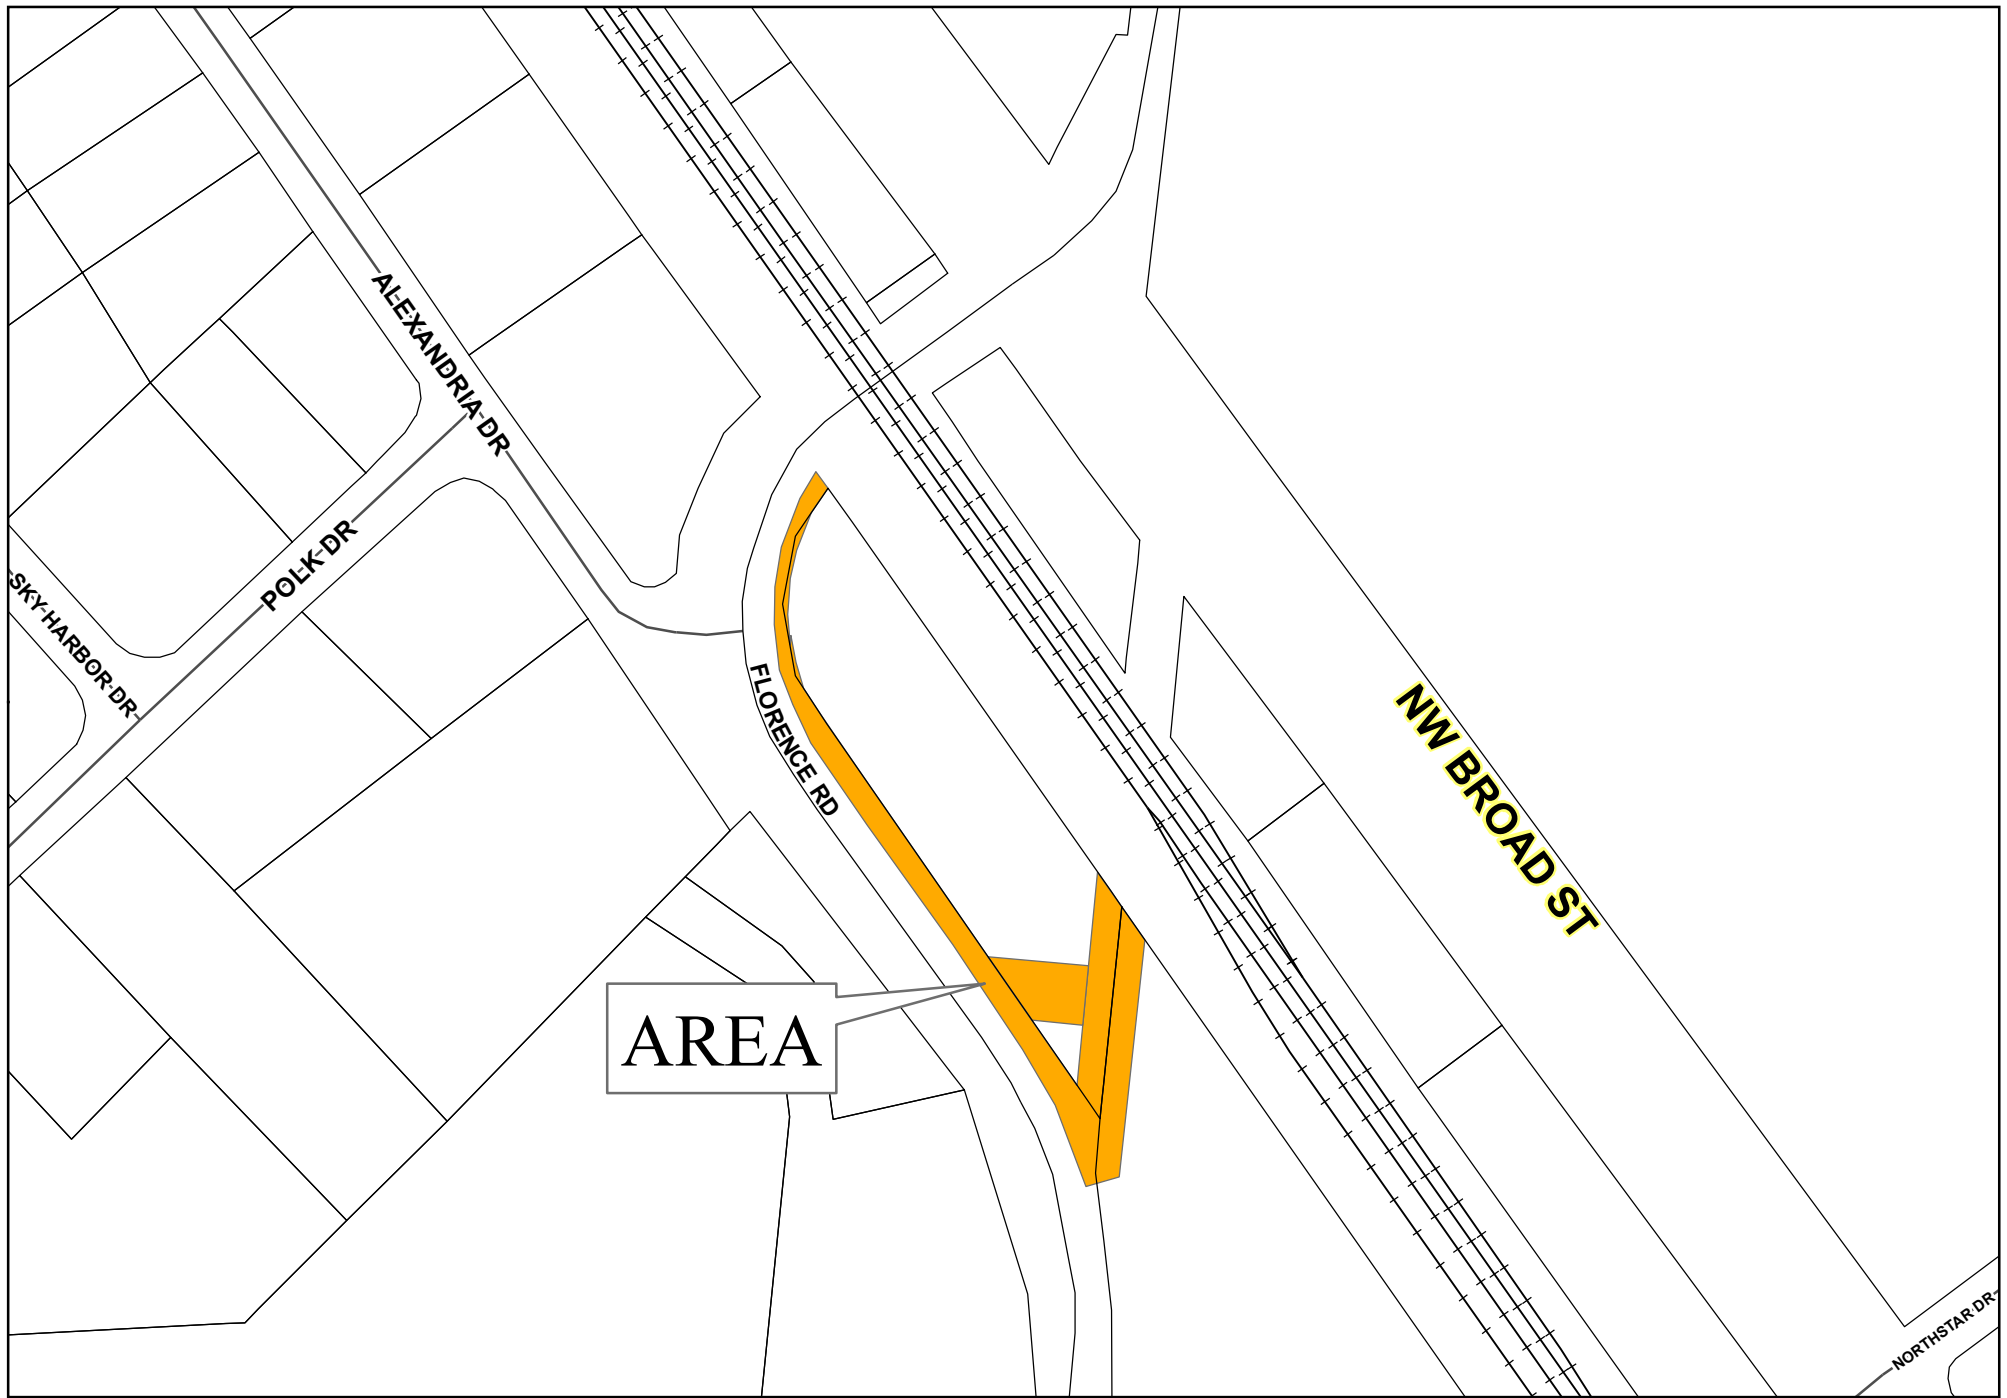 ALEXANDRIA DR
POLK DR
SKY HARBOR DR
FLORENCE RD
NW BROAD ST
AREA
NORTHSTAR DR